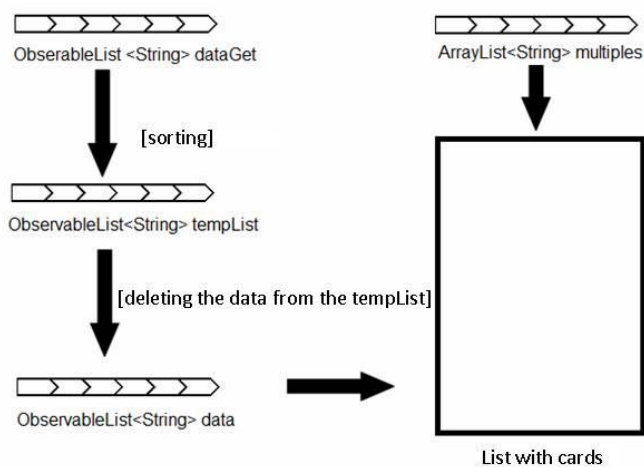 ObserableList <String> dataGet
ArrayList<String> multiples
[sorting]
ObservableList<String> tempList
[deleting the data from the tempList]
ObservableList<String> data
List with cards